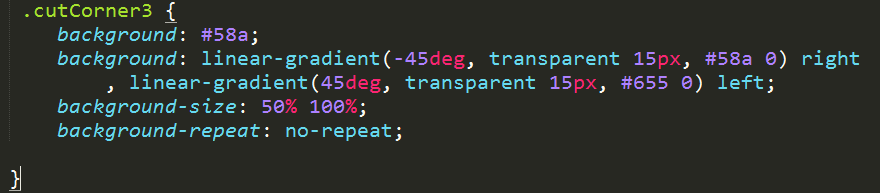 .cutCorner3 {
background: #58a;
background: linear-gradient(-45deg, transparent 15px, #58a 0) right
, linear-gradient(45deg, transparent 15px, #655 0) left;
background-size: 50% 100%;
background-repeat: no-repeat;
}